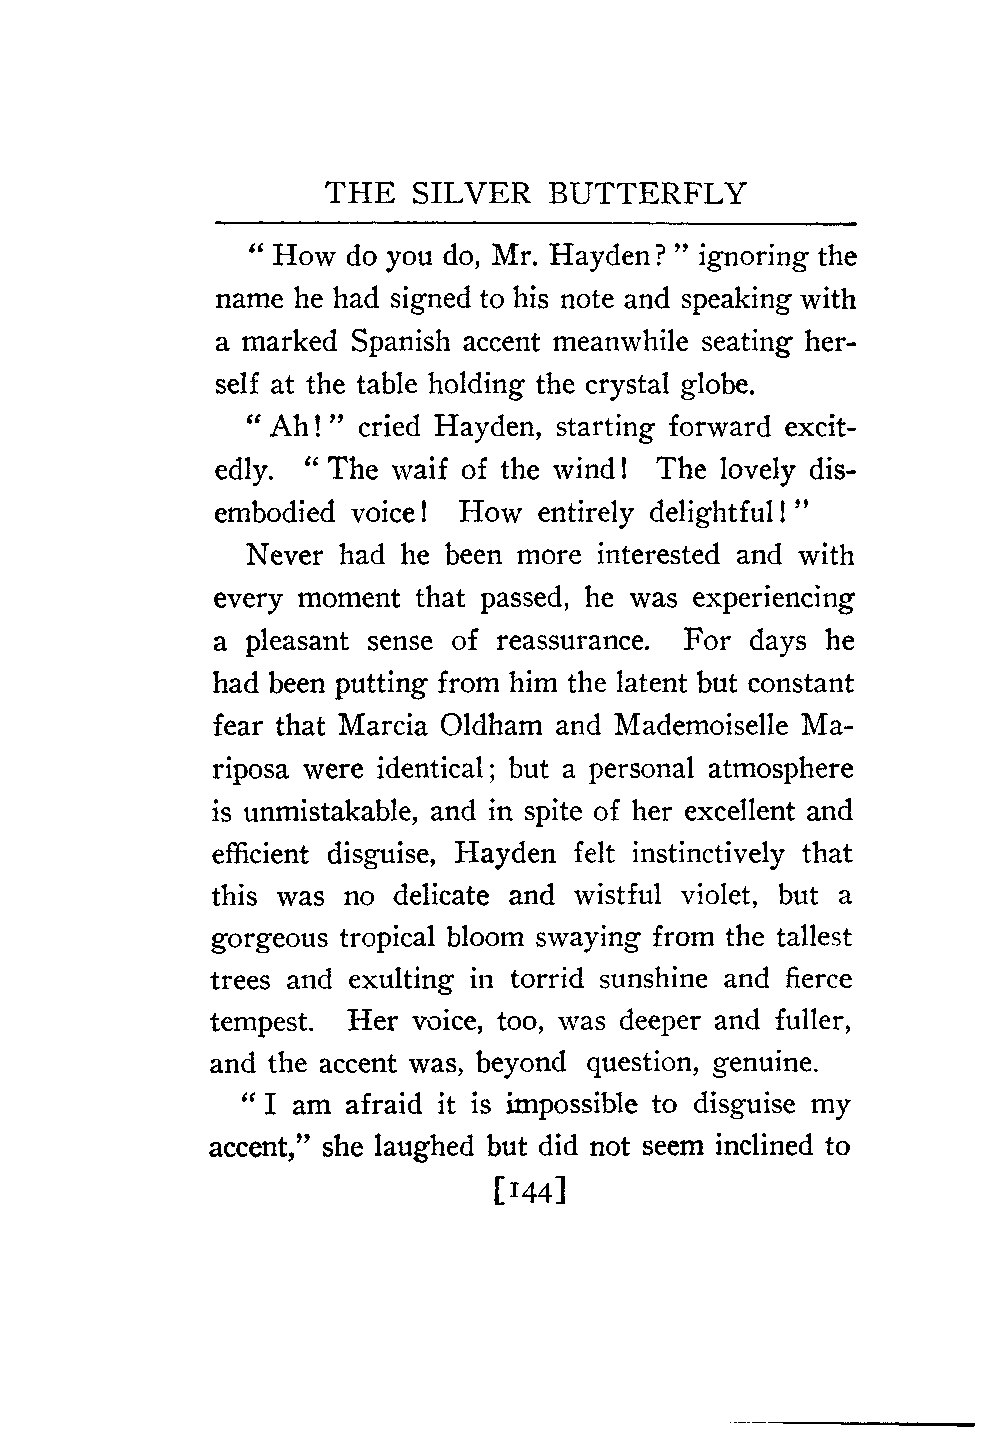 THE SILVER BUTTERFLY
" How do you do, Mr. Hayden? " ignoring the
name he had signed to his note and speaking with
a marked Spanish accent meanwhile seating her-
self at the table holding the crystal globe.
" Ah! " cried Hayden, starting forward excit-
edly. " The waif of the wind! The lovely dis-
embodied voice! How entirely delightful! "
Never had he been more interested and with
every moment that passed, he was experiencing
a pleasant sense of reassurance. For days he
had been putting from him the latent but constant
fear that Marcia Oldham and Mademoiselle Ma-
riposa were identical; but a personal atmosphere
is unmistakable, and in spite of her excellent and
efficient disguise, Hayden felt instinctively that
this was no delicate and wistful violet, but a
gorgeous tropical bloom swaying from the tallest
trees and exulting in torrid sunshine and fierce
tempest. Her voice, too, was deeper and fuller,
and the accent was, beyond question, genuine.
" I am afraid it is impossible to disguise my
accent," she laughed but did not seem inclined to
[144]